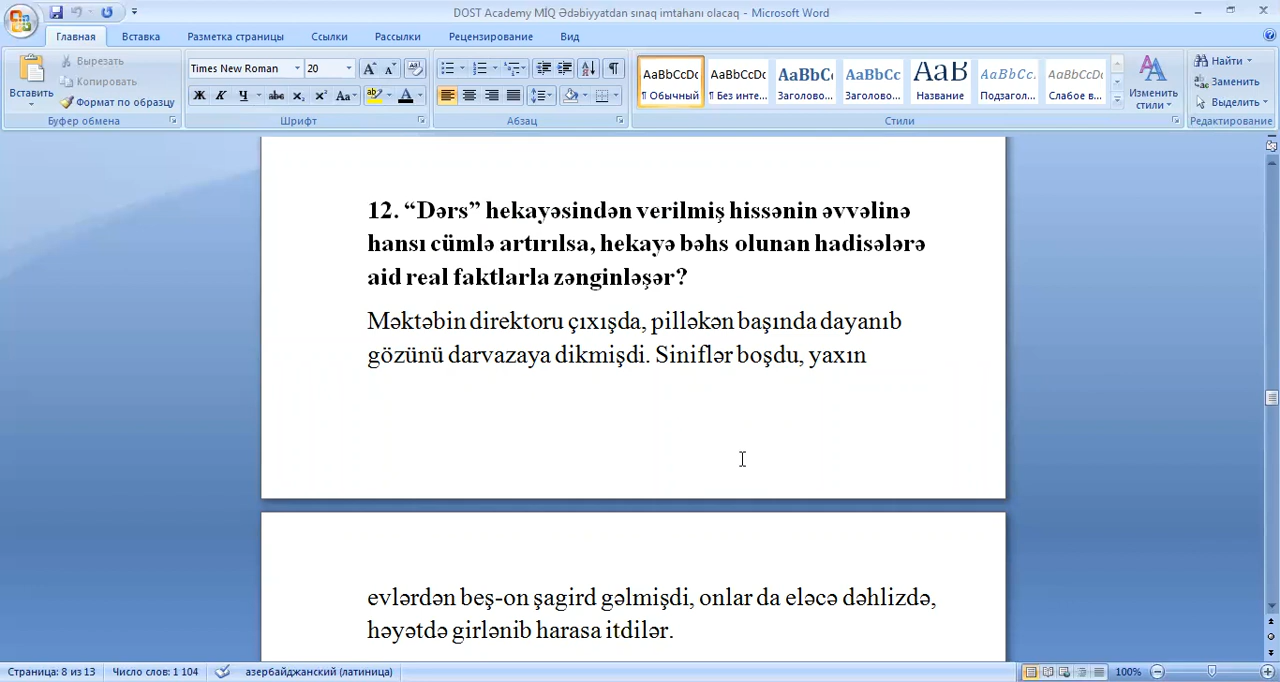 DOST Academy MİQ Ədəbiyyatdan sınaq imtahanı olacaq - Microsoft Word
Главная Вставка Разметка страницы Ссылки Рассылки Рецензирование Вид
Вставить
Вырезать
Копировать
Формат по образцу
Буфер обмена
Times New Roman 20
Ж К Ч abc x₂ x² Aa
Шрифт
Абзац
AaBbCcDc AaBbCcDc AaBbC AaBbCc AaB AaBbCc. AaBbCcDc
¶ Обычный ¶ Без инте... Заголово... Заголово... Название Подзагол... Слабое в...
Изменить стили
Стили
Найти
Заменить
Выделить
Редактирование
12. “Dərs” hekayəsindən verilmiş hissənin əvvəlinə
hansı cümlə artırılsa, hekayə bəhs olunan hadisələrə
aid real faktlarla zənginləşər?
Məktəbin direktoru çıxışda, pilləkən başında dayanıb
gözünü darvazaya dikmişdi. Siniflər boşdu, yaxın
evlərdən beş-on şagird gəlmişdi, onlar da eləcə dəhlizdə,
həyətdə girlənib harasa itdilər.
Страница: 8 из 13 Число слов: 1 104 азербайджанский (латиница) 100%